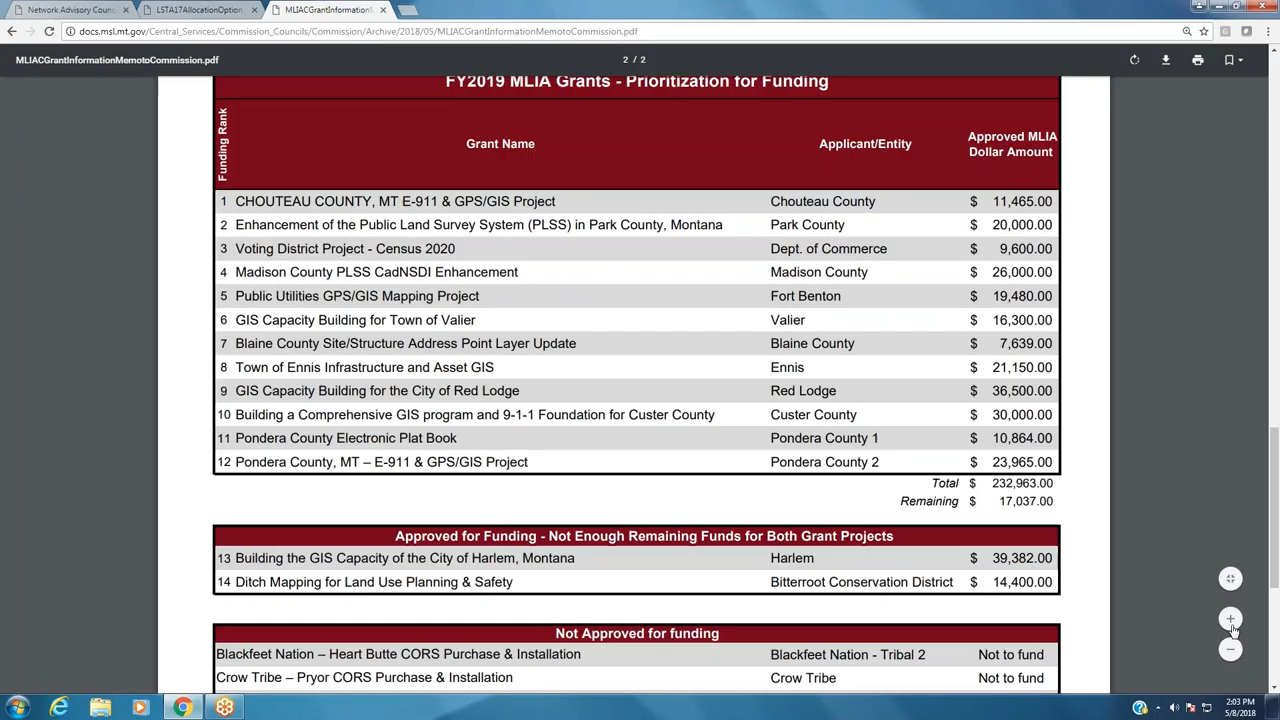 Network Advisory Counc
LSTA17AllocationOption
MLIACGrantInformationM
docs.msl.mt.gov/Central_Services/Commission_Councils/Commission/Archive/2018/05/MLIACGrantInformationMemotoCommission.pdf
MLIACGrantInformationMemotoCommission.pdf 2 / 2
FY2019 MLIA Grants - Prioritization for Funding
Funding Rank Grant Name Applicant/Entity Approved MLIA Dollar Amount
1 CHOUTEAU COUNTY, MT E-911 & GPS/GIS Project Chouteau County $ 11,465.00
2 Enhancement of the Public Land Survey System (PLSS) in Park County, Montana Park County $ 20,000.00
3 Voting District Project - Census 2020 Dept. of Commerce $ 9,600.00
4 Madison County PLSS CadNSDI Enhancement Madison County $ 26,000.00
5 Public Utilities GPS/GIS Mapping Project Fort Benton $ 19,480.00
6 GIS Capacity Building for Town of Valier Valier $ 16,300.00
7 Blaine County Site/Structure Address Point Layer Update Blaine County $ 7,639.00
8 Town of Ennis Infrastructure and Asset GIS Ennis $ 21,150.00
9 GIS Capacity Building for the City of Red Lodge Red Lodge $ 36,500.00
10 Building a Comprehensive GIS program and 9-1-1 Foundation for Custer County Custer County $ 30,000.00
11 Pondera County Electronic Plat Book Pondera County 1 $ 10,864.00
12 Pondera County, MT – E-911 & GPS/GIS Project Pondera County 2 $ 23,965.00
Total $ 232,963.00
Remaining $ 17,037.00
Approved for Funding - Not Enough Remaining Funds for Both Grant Projects
13 Building the GIS Capacity of the City of Harlem, Montana Harlem $ 39,382.00
14 Ditch Mapping for Land Use Planning & Safety Bitterroot Conservation District $ 14,400.00
Not Approved for funding
Blackfeet Nation – Heart Butte CORS Purchase & Installation Blackfeet Nation - Tribal 2 Not to fund
Crow Tribe – Pryor CORS Purchase & Installation Crow Tribe Not to fund
2:03 PM
5/8/2018